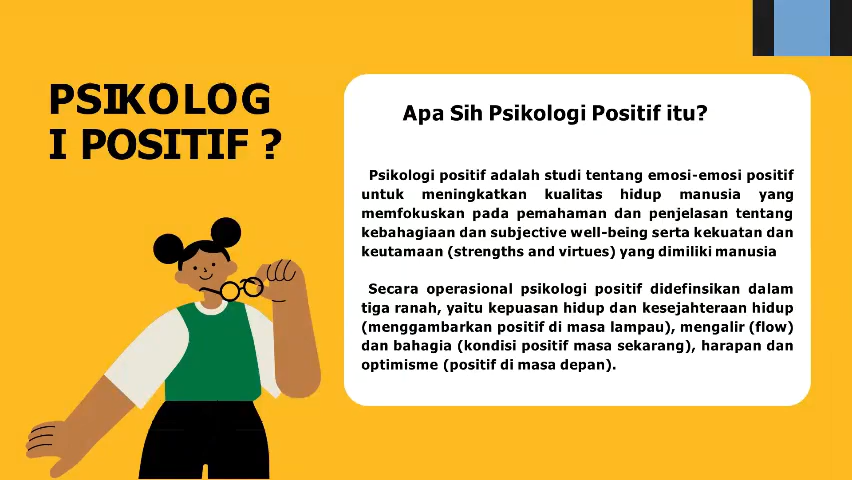 PSIKOLOG
I POSITIF ?
Apa Sih Psikologi Positif itu?
Psikologi positif adalah studi tentang emosi-emosi positif
untuk meningkatkan kualitas hidup manusia yang
memfokuskan pada pemahaman dan penjelasan tentang
kebahagiaan dan subjective well-being serta kekuatan dan
keutamaan (strengths and virtues) yang dimiliki manusia
Secara operasional psikologi positif didefinsikan dalam
tiga ranah, yaitu kepuasan hidup dan kesejahteraan hidup
(menggambarkan positif di masa lampau), mengalir (flow)
dan bahagia (kondisi positif masa sekarang), harapan dan
optimisme (positif di masa depan).